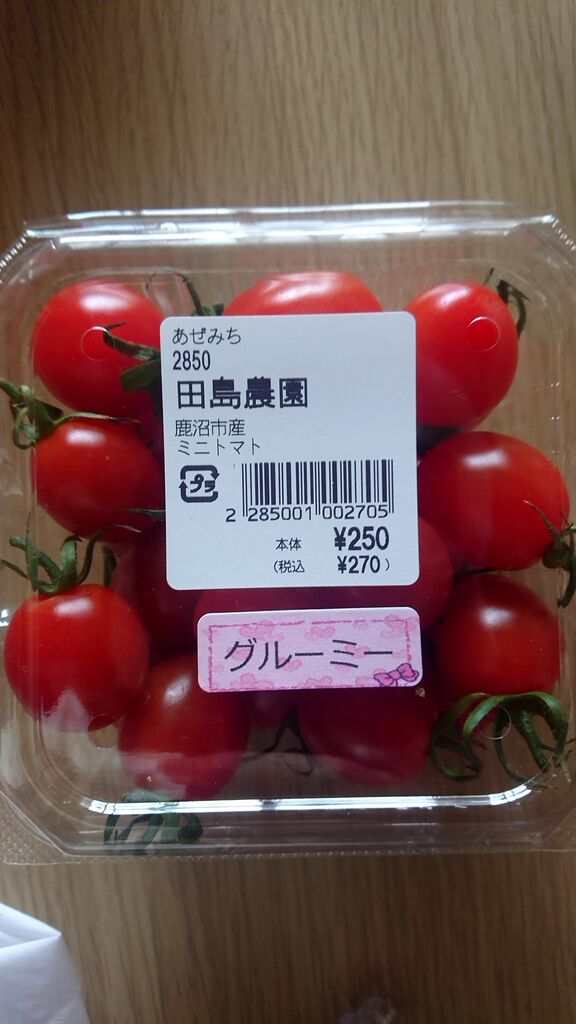 あぜみち
2850
田島農園
鹿沼市産
ミニトマト
プラ
2 285001 002705
本体 ¥250
(税込 ¥270)
グルーミー